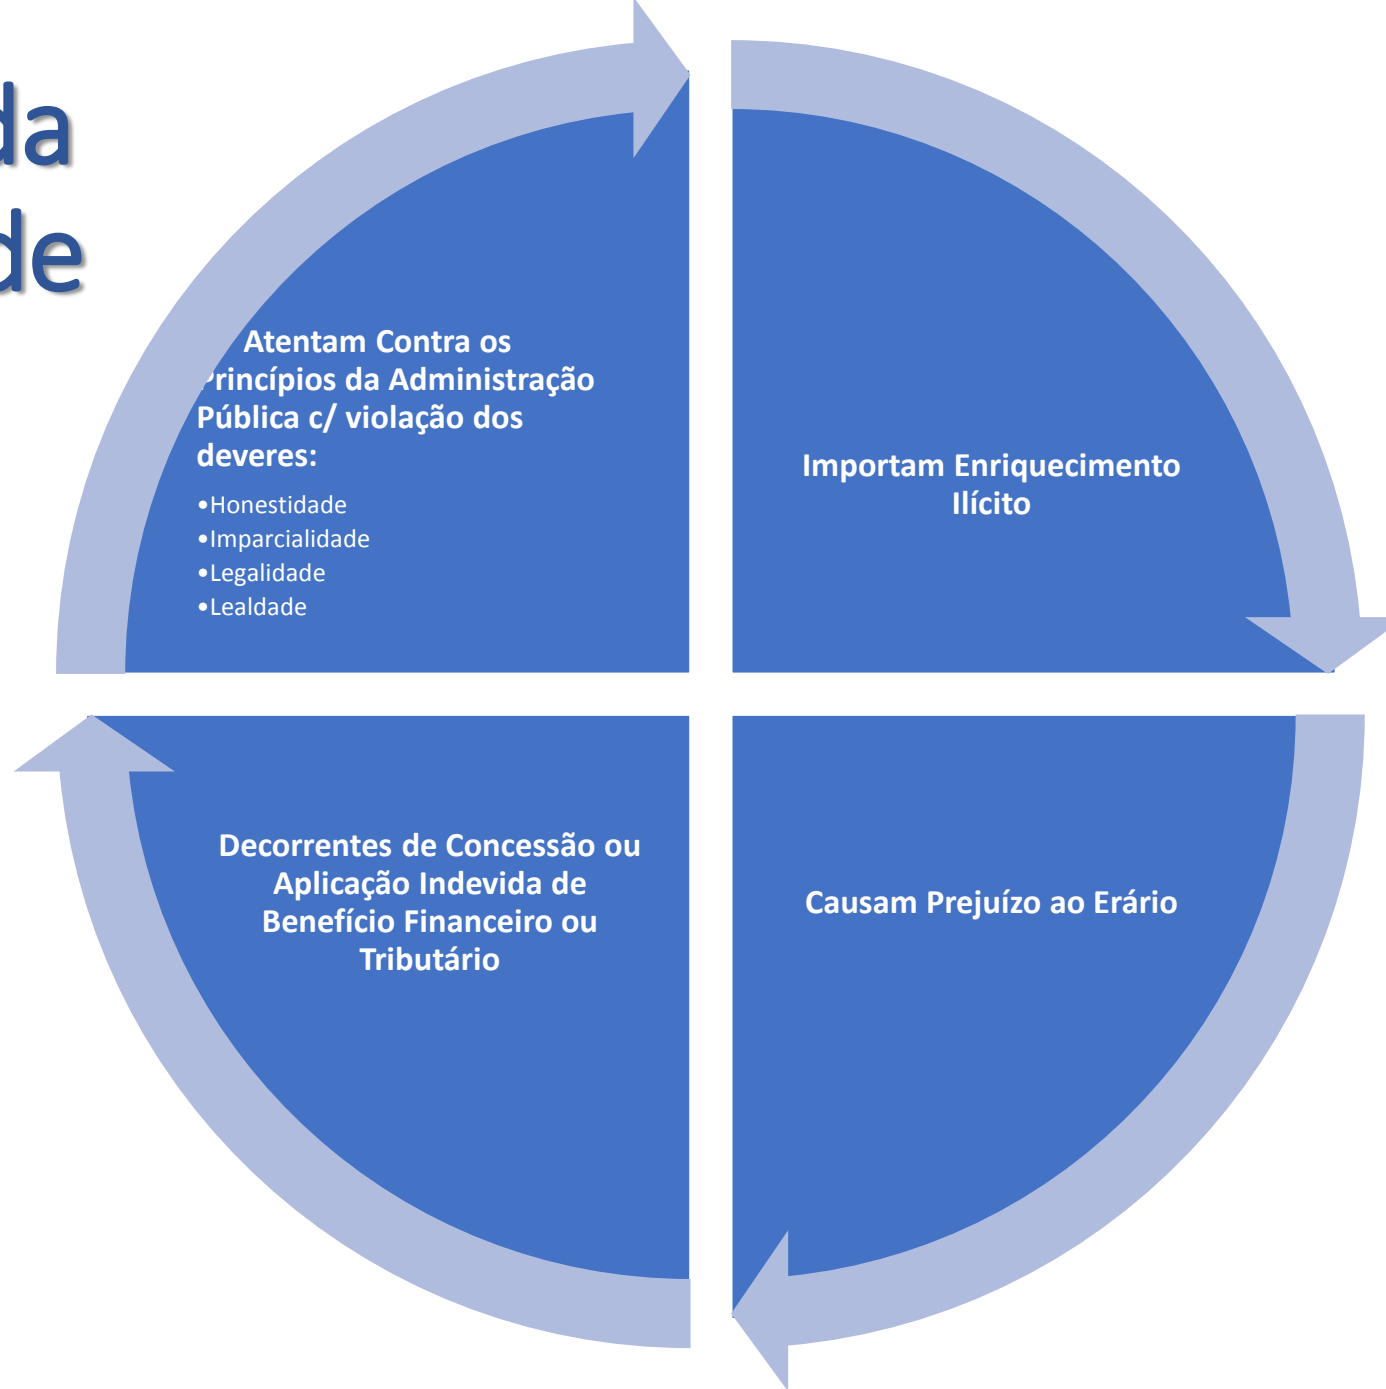 da
de
Atentam Contra os
Princípios da Administração
Pública c/ violação dos
deveres:
•Honestidade
•Imparcialidade
•Legalidade
•Lealdade
Importam Enriquecimento
Ilícito
Decorrentes de Concessão ou
Aplicação Indevida de
Benefício Financeiro ou
Tributário
Causam Prejuízo ao Erário